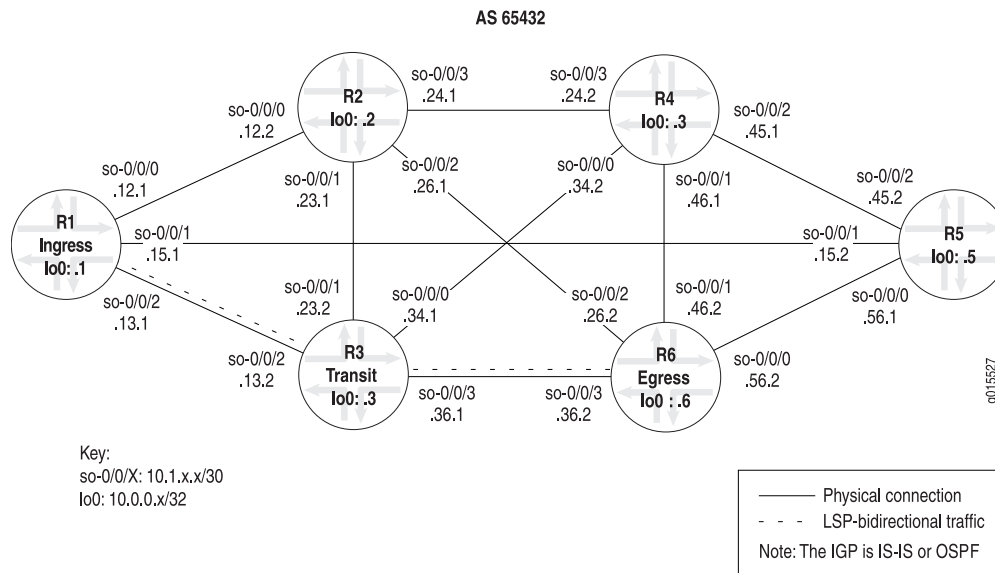 AS 65432
R2
lo0: .2
so-0/0/3
.24.1
so-0/0/3
.24.2
R4
lo0: .3
so-0/0/0
.12.2
so-0/0/2
.45.1
so-0/0/0
.12.1
so-0/0/1
.23.1
so-0/0/2
.26.1
so-0/0/0
.34.2
so-0/0/1
.46.1
so-0/0/2
.45.2
R1
Ingress
lo0: .1
so-0/0/1
.15.1
so-0/0/1
.15.2
R5
lo0: .5
so-0/0/2
.13.1
so-0/0/1
.23.2
so-0/0/0
.34.1
so-0/0/2
.26.2
so-0/0/1
.46.2
so-0/0/0
.56.1
so-0/0/2
.13.2
R3
Transit
lo0: .3
so-0/0/3
.36.1
so-0/0/3
.36.2
R6
Egress
lo0 : .6
so-0/0/0
.56.2
g015527
Key:
so-0/0/X: 10.1.x.x/30
lo0: 10.0.0.x/32
Physical connection
LSP-bidirectional traffic
Note: The IGP is IS-IS or OSPF